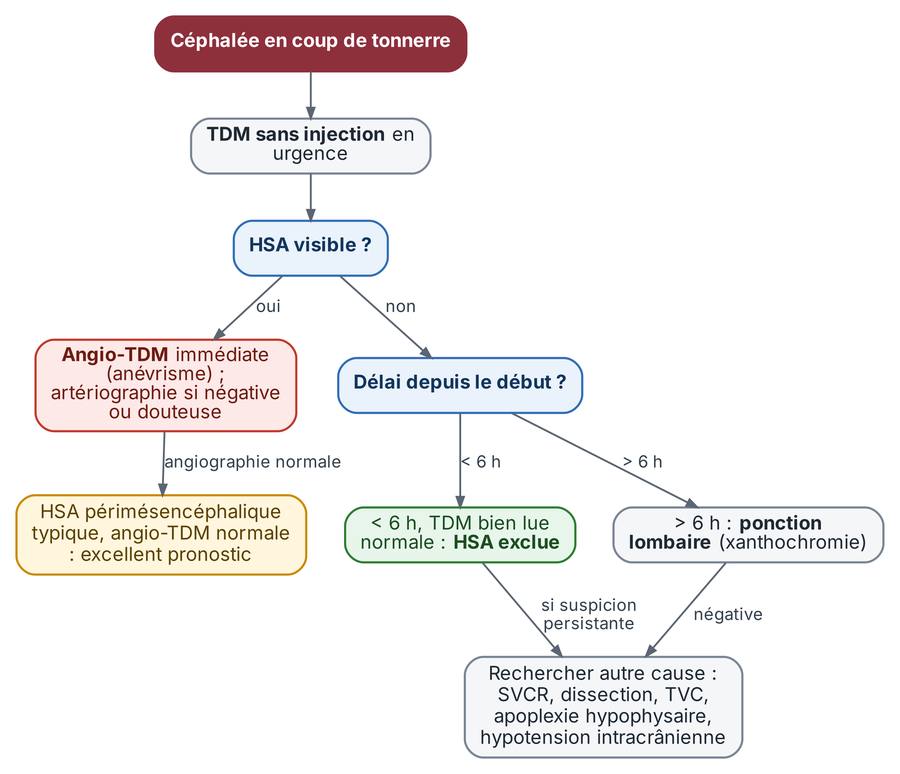 Céphalée en coup de tonnerre
TDM sans injection en
urgence
HSA visible ?
oui
non
Angio-TDM immédiate
(anévrisme) ;
artériographie si négative
ou douteuse
Délai depuis le début ?
angiographie normale
< 6 h
> 6 h
HSA périmésencéphalique
typique, angio-TDM normale
: excellent pronostic
< 6 h, TDM bien lue
normale : HSA exclue
> 6 h : ponction
lombaire (xanthochromie)
si suspicion
persistante
négative
Rechercher autre cause :
SVCR, dissection, TVC,
apoplexie hypophysaire,
hypotension intracrânienne